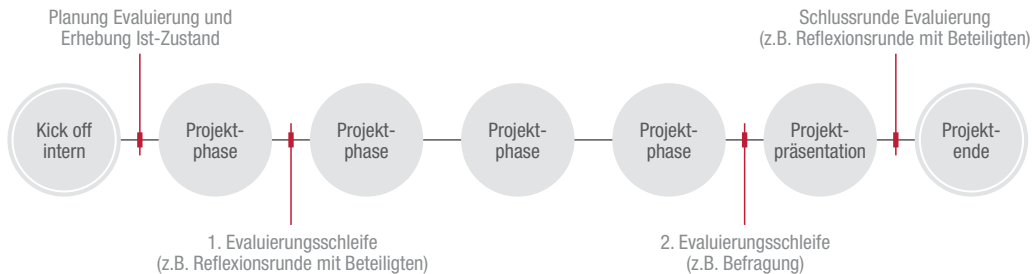 Planung Evaluierung und
Erhebung Ist-Zustand
Schlussrunde Evaluierung
(z.B. Reflexionsrunde mit Beteiligten)
Kick off
intern
Projekt-
phase
Projekt-
phase
Projekt-
phase
Projekt-
phase
Projekt-
präsentation
Projekt-
ende
1. Evaluierungsschleife
(z.B. Reflexionsrunde mit Beteiligten)
2. Evaluierungsschleife
(z.B. Befragung)